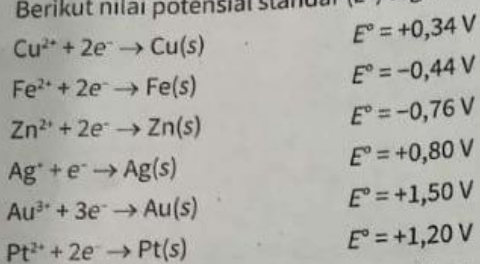 Berikut nilai potensial standar
Cu²⁺ + 2e⁻ → Cu(s) E° = +0,34 V
Fe²⁺ + 2e⁻ → Fe(s) E° = −0,44 V
Zn²⁺ + 2e⁻ → Zn(s) E° = −0,76 V
Ag⁺ + e⁻ → Ag(s) E° = +0,80 V
Au³⁺ + 3e⁻ → Au(s) E° = +1,50 V
Pt²⁺ + 2e⁻ → Pt(s) E° = +1,20 V